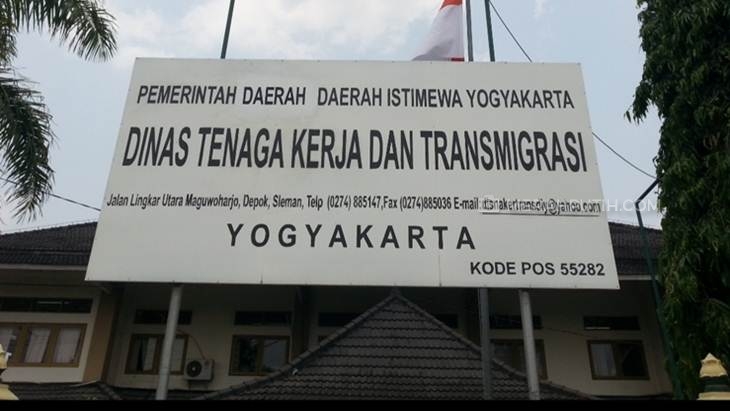 PEMERINTAH DAERAH DAERAH ISTIMEWA YOGYAKARTA
DINAS TENAGA KERJA DAN TRANSMIGRASI
Jalan Lingkar Utara Maguwoharjo, Depok, Sleman, Telp (0274) 885147,Fax (0274)885036 E-mail:
YOGYAKARTA
KODE POS 55282